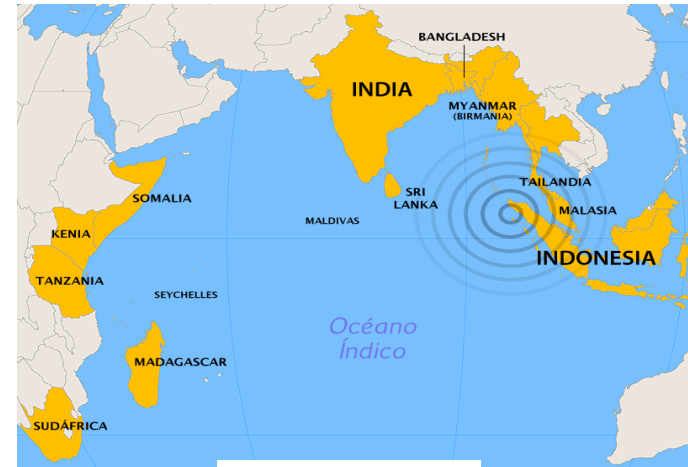 BANGLADESH
INDIA
MYANMAR
(BIRMANIA)
SOMALIA
SRI
LANKA
TAILANDIA
MALDIVAS
MALASIA
KENIA
INDONESIA
TANZANIA
SEYCHELLES
Océano
Índico
MADAGASCAR
SUDÁFRICA